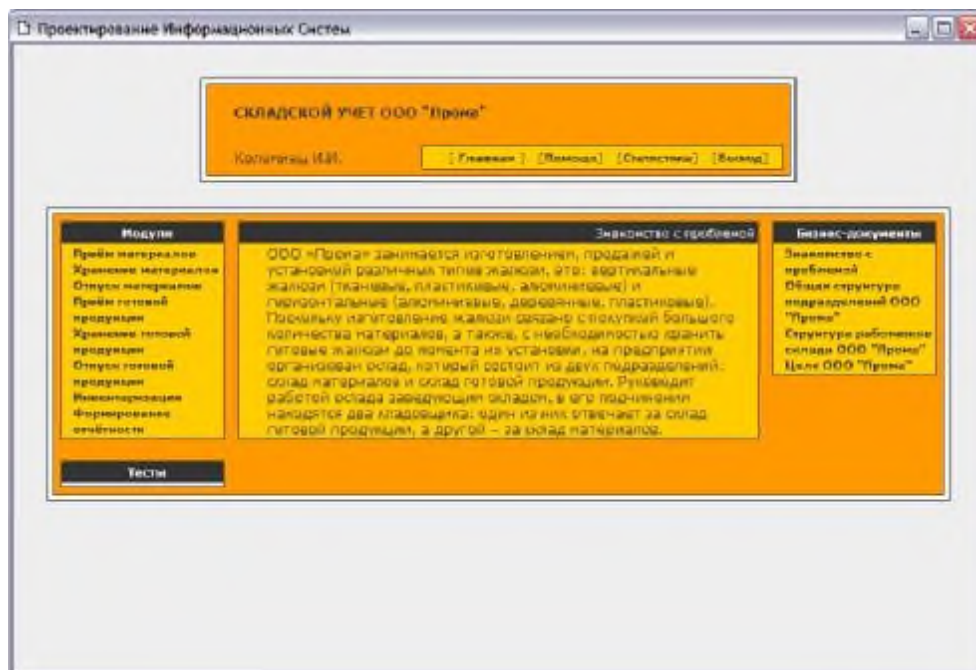 Проектирование Информационных Систем
СКЛАДСКОЙ УЧЕТ ООО "Прома"
И.И.
[ Главная ] [Помощь] [Статистика] [Выход]
Модули
Приём материалов
Хранение материалов
Отпуск материалов
Приём готовой
продукции
Хранение готовой
продукции
Отпуск готовой
продукции
Инвентаризация
Формирование
отчётности
Тесты
Знакомство с проблемой
ООО «Прома» занимается изготовлением, продажей и
установкой различных типов жалюзи, это: вертикальные
жалюзи (тканевые, пластиковые, алюминиевые) и
горизонтальные (алюминиевые, деревянные, пластиковые).
Поскольку изготовление жалюзи связано с покупкой большого
количества материалов, а также, с необходимостью хранить
готовые жалюзи до момента их установки, на предприятии
организован склад, который состоит из двух подразделений:
склад материалов и склад готовой продукции. Руководит
работой склада заведующий складом, в его подчинении
находятся два кладовщика: один из них отвечает за склад
готовой продукции, а другой – за склад материалов.
Бизнес-документы
Знакомство с
проблемой
Общая структура
подразделений ООО
"Прома"
Структура работников
склада ООО "Прома"
Цели ООО "Прома"